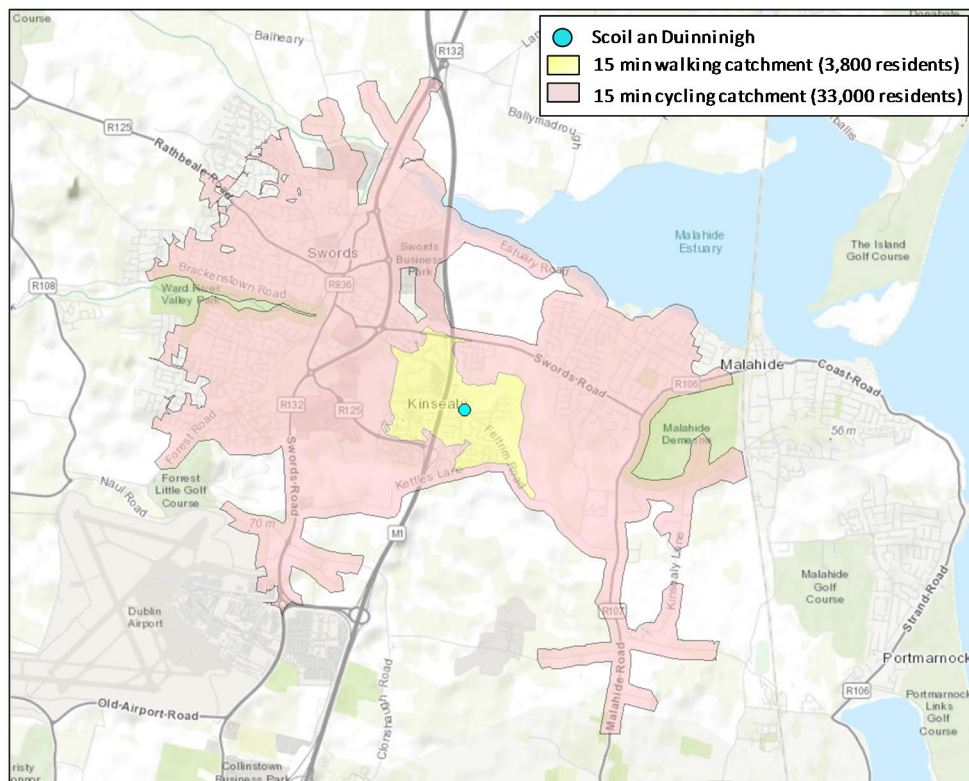 Course
Balheary
R132
Donabate
Scoil an Duinninigh
15 min walking catchment (3,800 residents)
15 min cycling catchment (33,000 residents)
R125
Rathbeale-Road
Ballymadrough
Swords
Swords
Business
Park
Estuary Road
Malahide
Estuary
The Island
Golf Course
R108
Brackenstown Road
Ward River
Valley Park
R836
Swords-Road
Malahide
Coast-Road
R106
R132
R125
Kinsealy
Feltrim Road
Malahide
Demesne
56 m
Forest Road
Swords-Road
Kettles Lane
Forrest
Little Golf
Course
Naul Road
70 m
M1
Kinsealy Lane
Dublin
Airport
R107
Malahide
Golf
Course
Strand-Road
Portmarnock
Malahide-Road
Clonshaugh Road
R106
Old-Airport-Road
Portmarnock
Links
Golf
Course
Collinstown
Business Park
risty
onnor